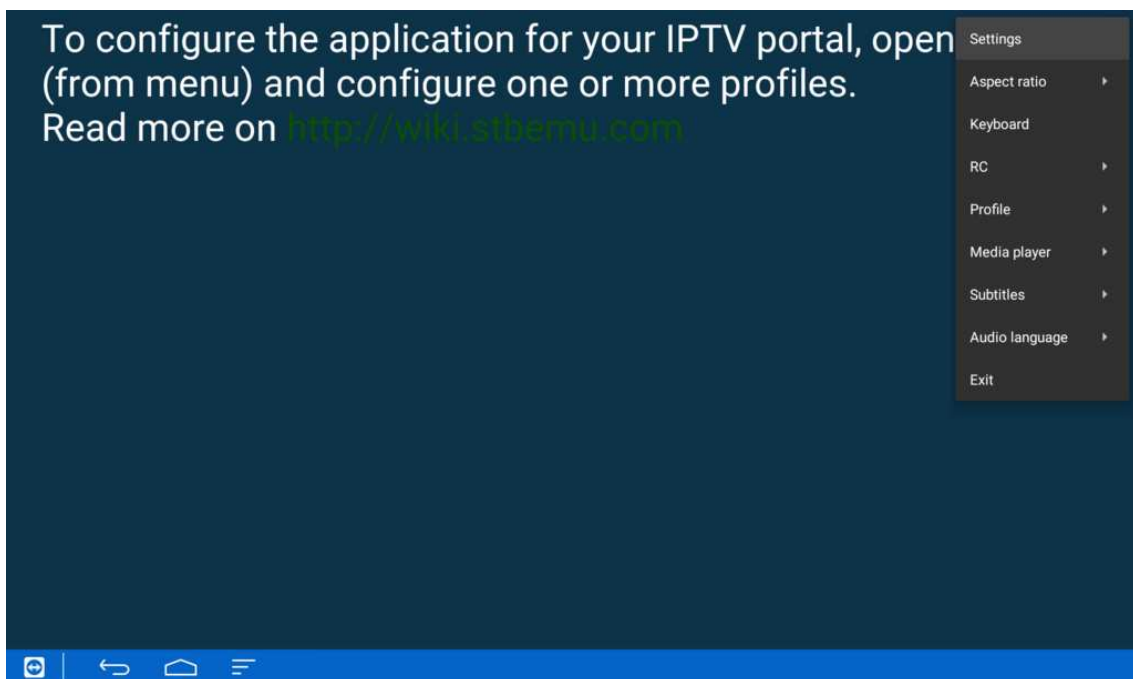 To configure the application for your IPTV portal, open
(from menu) and configure one or more profiles.
Read more on http://wiki.stbemu.com
Settings
Aspect ratio
Keyboard
RC
Profile
Media player
Subtitles
Audio language
Exit